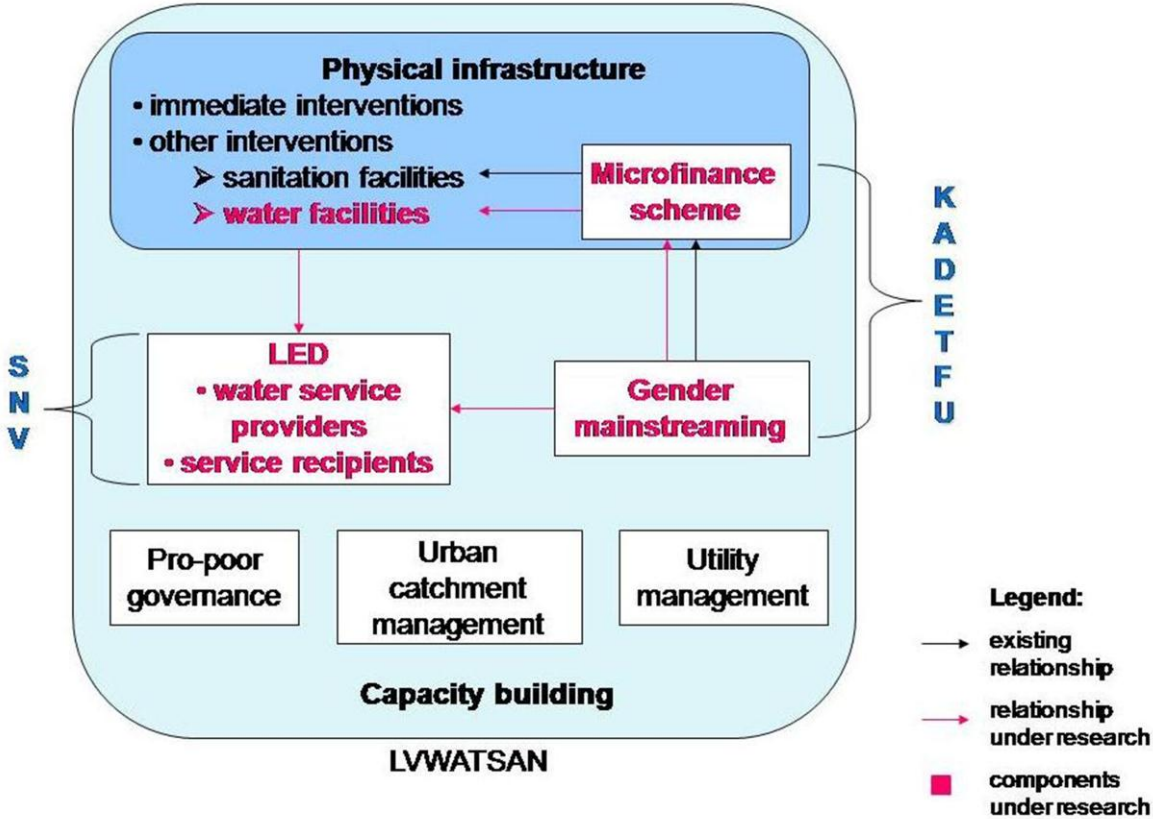 Physical infrastructure
• immediate interventions
• other interventions
➢ sanitation facilities
➢ water facilities
Microfinance
scheme
K
A
D
E
T
F
U
S
N
V
LED
• water service
providers
• service recipients
Gender
mainstreaming
Pro-poor
governance
Urban
catchment
management
Utility
management
Capacity building
LVWATSAN
Legend:
existing
relationship
relationship
under research
components
under research